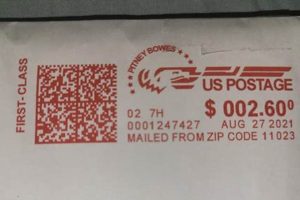 FIRST-CLASS
PITNEY BOWES
US POSTAGE
$ 002.60⁰
02 7H
0001247427 AUG 27 2021
MAILED FROM ZIP CODE 11023